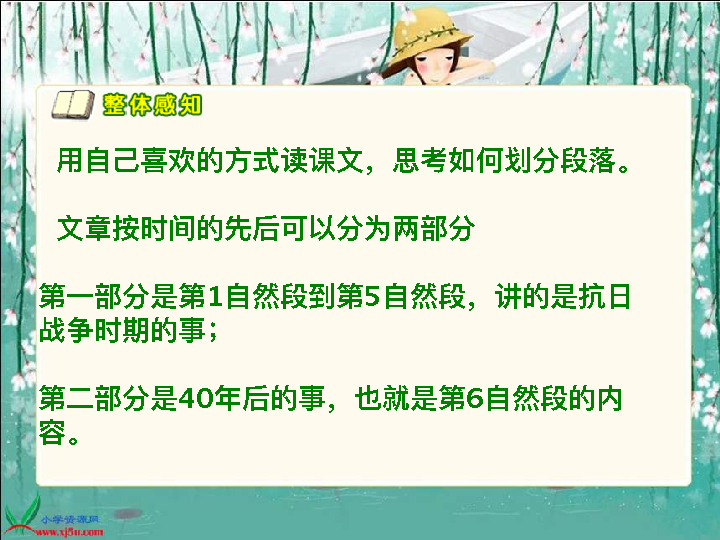 整体感知
用自己喜欢的方式读课文，思考如何划分段落。
文章按时间的先后可以分为两部分
第一部分是第1自然段到第5自然段，讲的是抗日
战争时期的事；
第二部分是40年后的事，也就是第6自然段的内
容。
小学资源网
www.xj5u.com